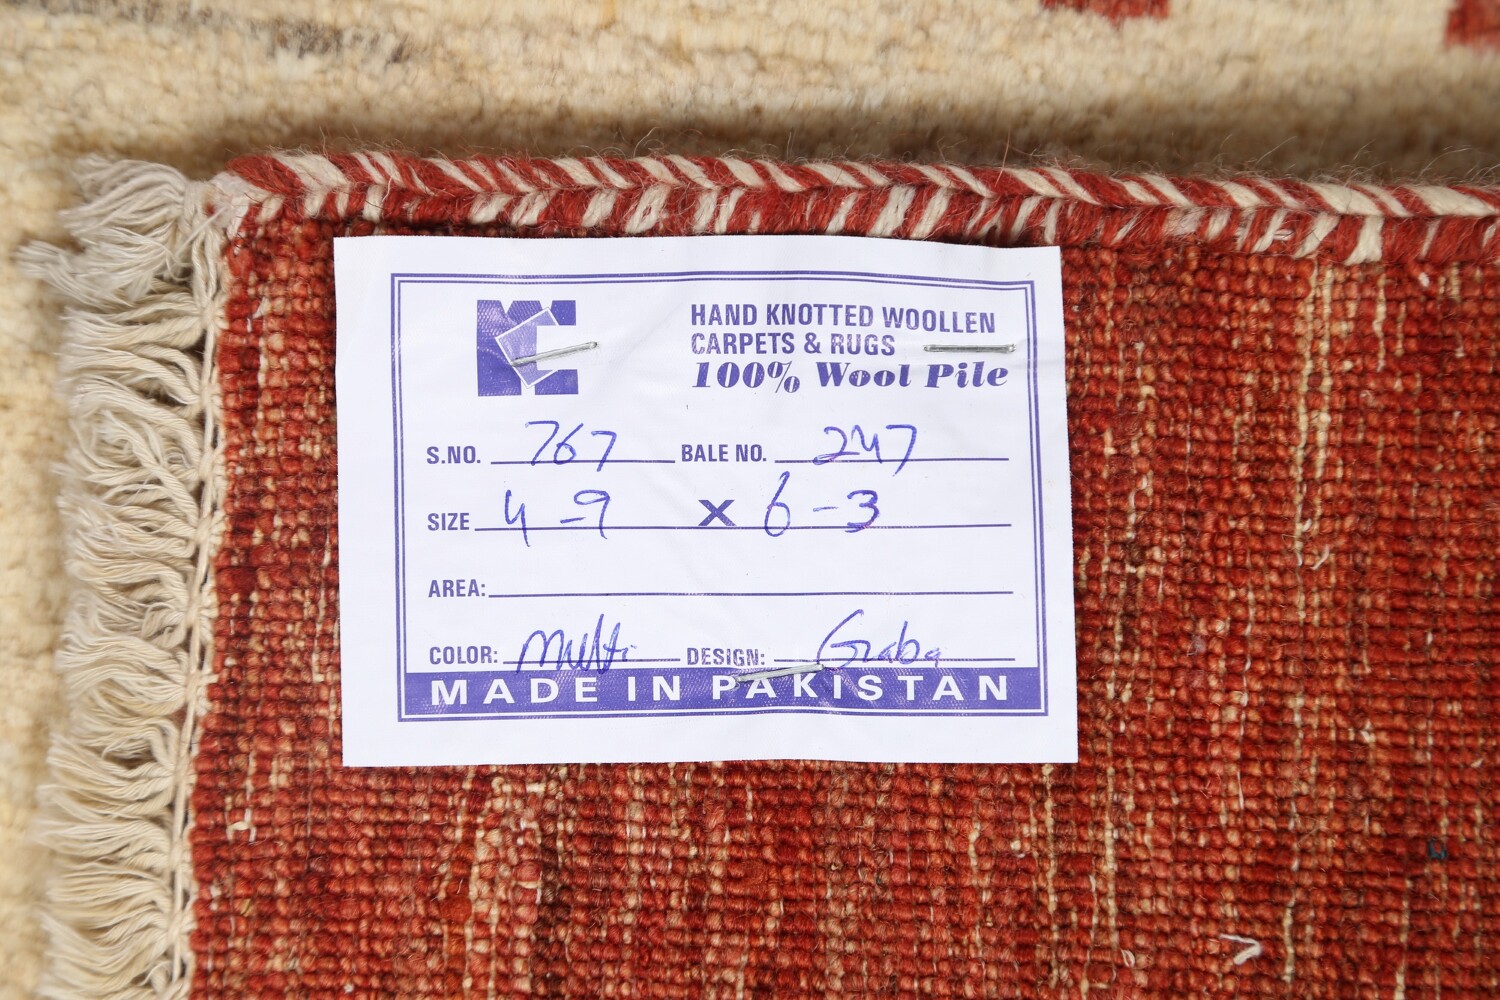 HAND KNOTTED WOOLLEN
CARPETS & RUGS
100% Wool Pile
S.NO. 767 BALE NO. 247
SIZE 4-9 X 6-3
AREA:
COLOR: Multi DESIGN: Graba
MADE IN PAKISTAN